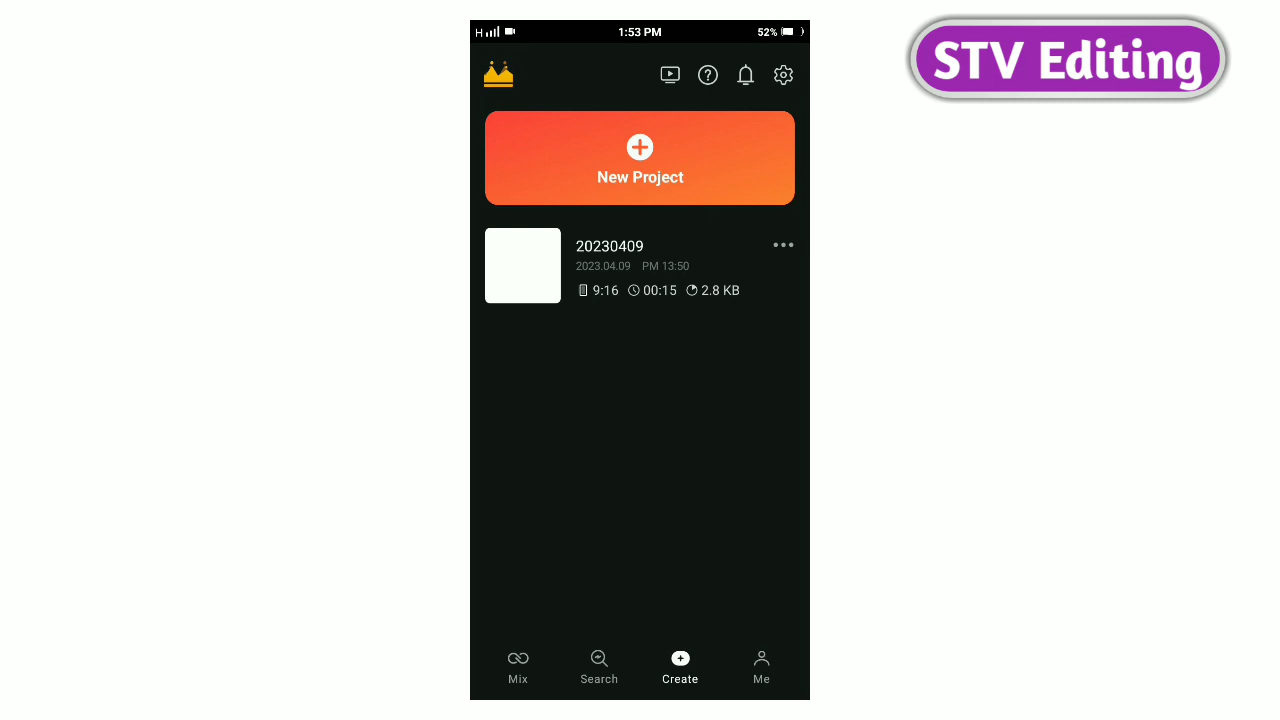 H 1:53 PM 52%
STV Editing
New Project
20230409
2023.04.09 PM 13:50
9:16 00:15 2.8 KB
Mix Search Create Me